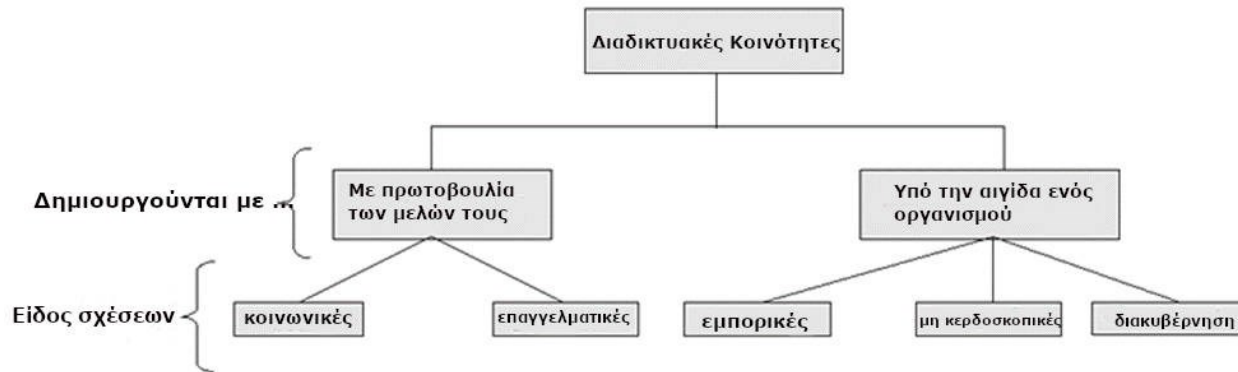 Διαδικτυακές Κοινότητες
Δημιουργούνται με ...
Με πρωτοβουλία
των μελών τους
Υπό την αιγίδα ενός
οργανισμού
Είδος σχέσεων
κοινωνικές
επαγγελματικές
εμπορικές
μη κερδοσκοπικές
διακυβέρνηση